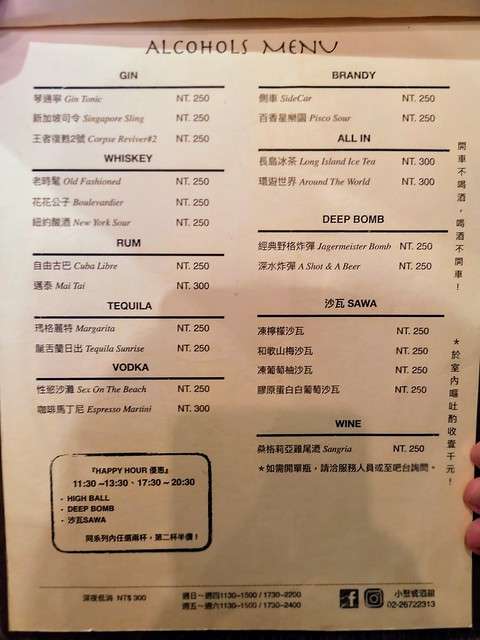 ALCOHOLS MENU
GIN
琴通寧 Gin Tonic NT. 250
新加坡司令 Singapore Sling NT. 250
王者復甦2號 Corpse Reviver#2 NT. 250
WHISKEY
老時髦 Old Fashioned NT. 250
花花公子 Boulevardier NT. 250
紐約酸酒 New York Sour NT. 250
RUM
自由古巴 Cuba Libre NT. 250
邁泰 Mai Tai NT. 300
TEQUILA
瑪格麗特 Margarita NT. 250
龍舌蘭日出 Tequila Sunrise NT. 250
VODKA
性慾沙灘 Sex On The Beach NT. 250
咖啡馬丁尼 Espresso Martini NT. 300
『HAPPY HOUR 優惠』
11:30 ~13:30、17:30 ~ 20:30
- HIGH BALL
- DEEP BOMB
- 沙瓦SAWA
同系列內任選兩杯，第二杯半價！
BRANDY
側車 SideCar NT. 250
百香星樂園 Pisco Sour NT. 250
ALL IN
長島冰茶 Long Island Ice Tea NT. 300
環遊世界 Around The World NT. 300
DEEP BOMB
經典野格炸彈 Jagermeister Bomb NT. 250
深水炸彈 A Shot & A Beer NT. 250
沙瓦 SAWA
凍檸檬沙瓦 NT. 250
和歌山梅沙瓦 NT. 250
凍葡萄柚沙瓦 NT. 250
膠原蛋白白葡萄沙瓦 NT. 250
WINE
桑格莉亞雞尾酒 Sangria NT. 250
＊如需開單瓶，請洽服務人員或至吧台詢問。
開車不喝酒，喝酒不開車！
＊於室內嘔吐酌收壹千元！
深夜低消 NT$ 300
週日～週四1130~1500 / 1730~2200
週五～週六1130~1500 / 1730~2400
02-26722313